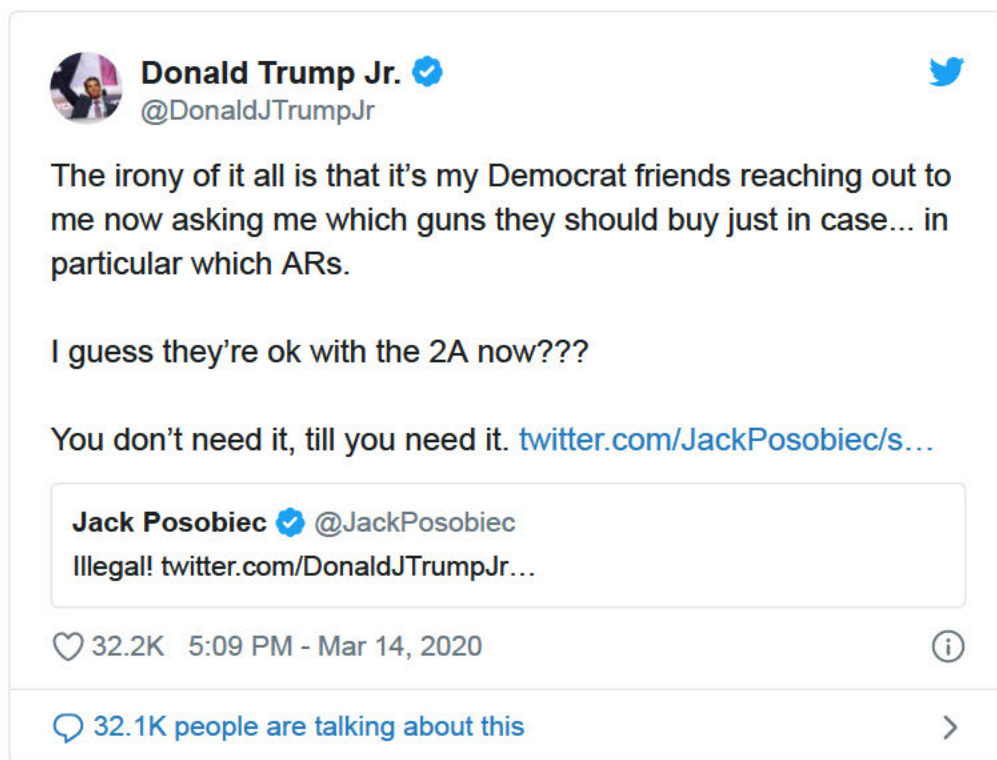 Donald Trump Jr.
@DonaldJTrumpJr
The irony of it all is that it’s my Democrat friends reaching out to
me now asking me which guns they should buy just in case... in
particular which ARs.
I guess they’re ok with the 2A now???
You don’t need it, till you need it. twitter.com/JackPosobiec/s…
Jack Posobiec @JackPosobiec
Illegal! twitter.com/DonaldJTrumpJr…
32.2K 5:09 PM - Mar 14, 2020
32.1K people are talking about this